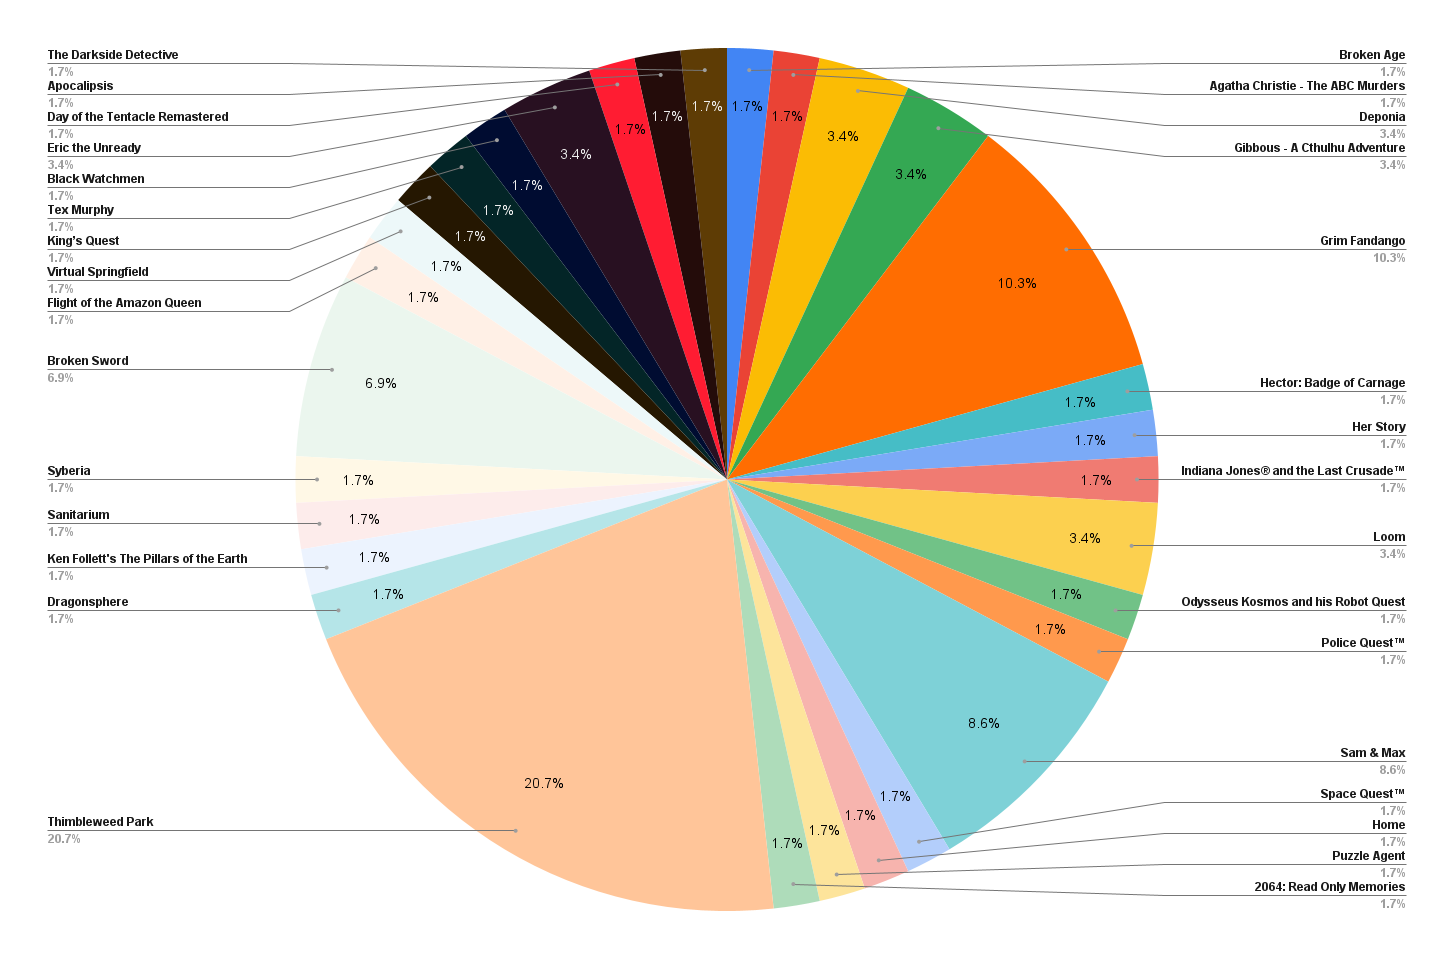 The Darkside Detective
1.7%
Apocalipsis
1.7%
Day of the Tentacle Remastered
1.7%
Eric the Unready
3.4%
Black Watchmen
1.7%
Tex Murphy
1.7%
King's Quest
1.7%
Virtual Springfield
1.7%
Flight of the Amazon Queen
1.7%
Broken Sword
6.9%
Syberia
1.7%
Sanitarium
1.7%
Ken Follett's The Pillars of the Earth
1.7%
Dragonsphere
1.7%
Thimbleweed Park
20.7%
1.7%
1.7%
3.4%
3.4%
10.3%
1.7%
1.7%
1.7%
3.4%
1.7%
1.7%
8.6%
1.7%
1.7%
1.7%
1.7%
20.7%
1.7%
1.7%
1.7%
1.7%
6.9%
1.7%
1.7%
1.7%
1.7%
1.7%
3.4%
1.7%
1.7%
1.7%
Broken Age
1.7%
Agatha Christie - The ABC Murders
1.7%
Deponia
3.4%
Gibbous - A Cthulhu Adventure
3.4%
Grim Fandango
10.3%
Hector: Badge of Carnage
1.7%
Her Story
1.7%
Indiana Jones® and the Last Crusade™
1.7%
Loom
3.4%
Odysseus Kosmos and his Robot Quest
1.7%
Police Quest™
1.7%
Sam & Max
8.6%
Space Quest™
1.7%
Home
1.7%
Puzzle Agent
1.7%
2064: Read Only Memories
1.7%